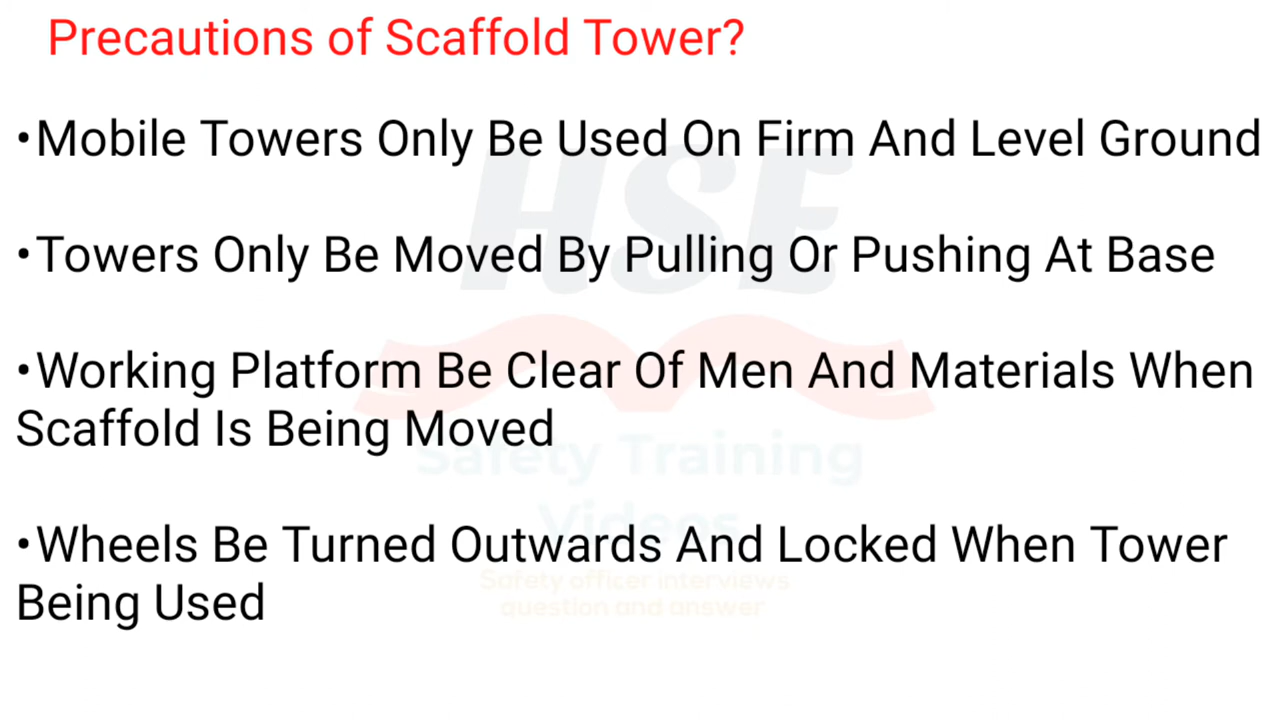 Precautions of Scaffold Tower?
•Mobile Towers Only Be Used On Firm And Level Ground
•Towers Only Be Moved By Pulling Or Pushing At Base
•Working Platform Be Clear Of Men And Materials When
Scaffold Is Being Moved
•Wheels Be Turned Outwards And Locked When Tower
Being Used
HSE
Safety Training
Videos
Safety officer interviews
question and answer